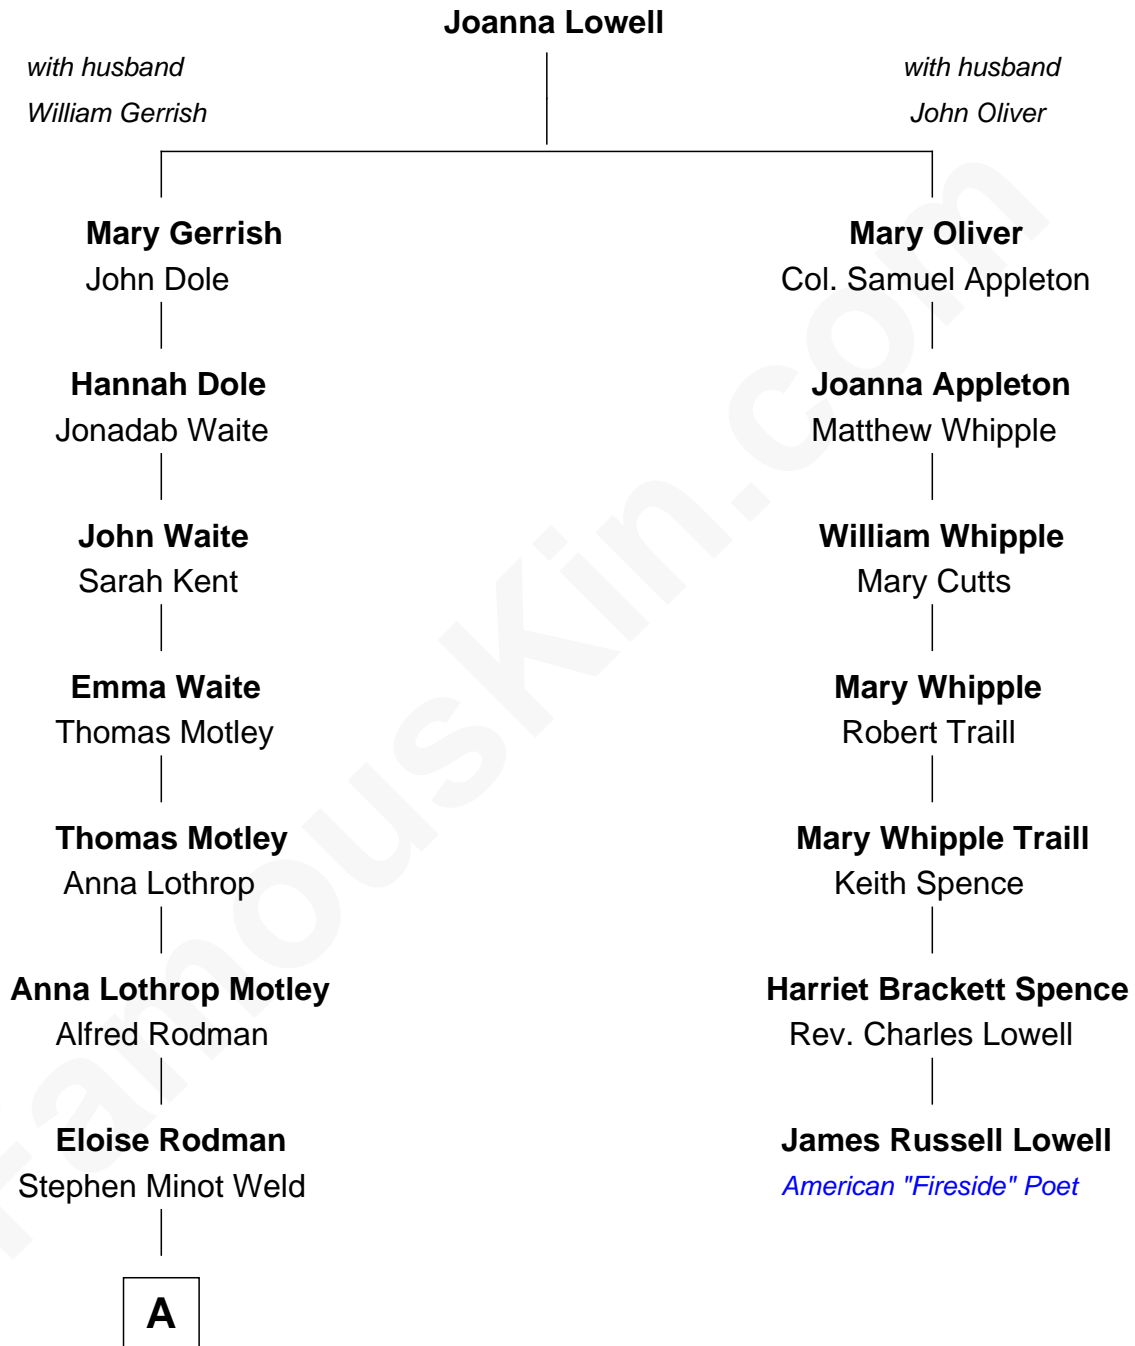 Joanna Lowell
with husband
William Gerrish
with husband
John Oliver
Mary Gerrish
John Dole
Mary Oliver
Col. Samuel Appleton
Hannah Dole
Jonadab Waite
Joanna Appleton
Matthew Whipple
John Waite
Sarah Kent
William Whipple
Mary Cutts
Emma Waite
Thomas Motley
Mary Whipple
Robert Traill
Thomas Motley
Anna Lothrop
Mary Whipple Traill
Keith Spence
Anna Lothrop Motley
Alfred Rodman
Harriet Brackett Spence
Rev. Charles Lowell
Eloise Rodman
Stephen Minot Weld
James Russell Lowell
American "Fireside" Poet
A
FamousKin.com